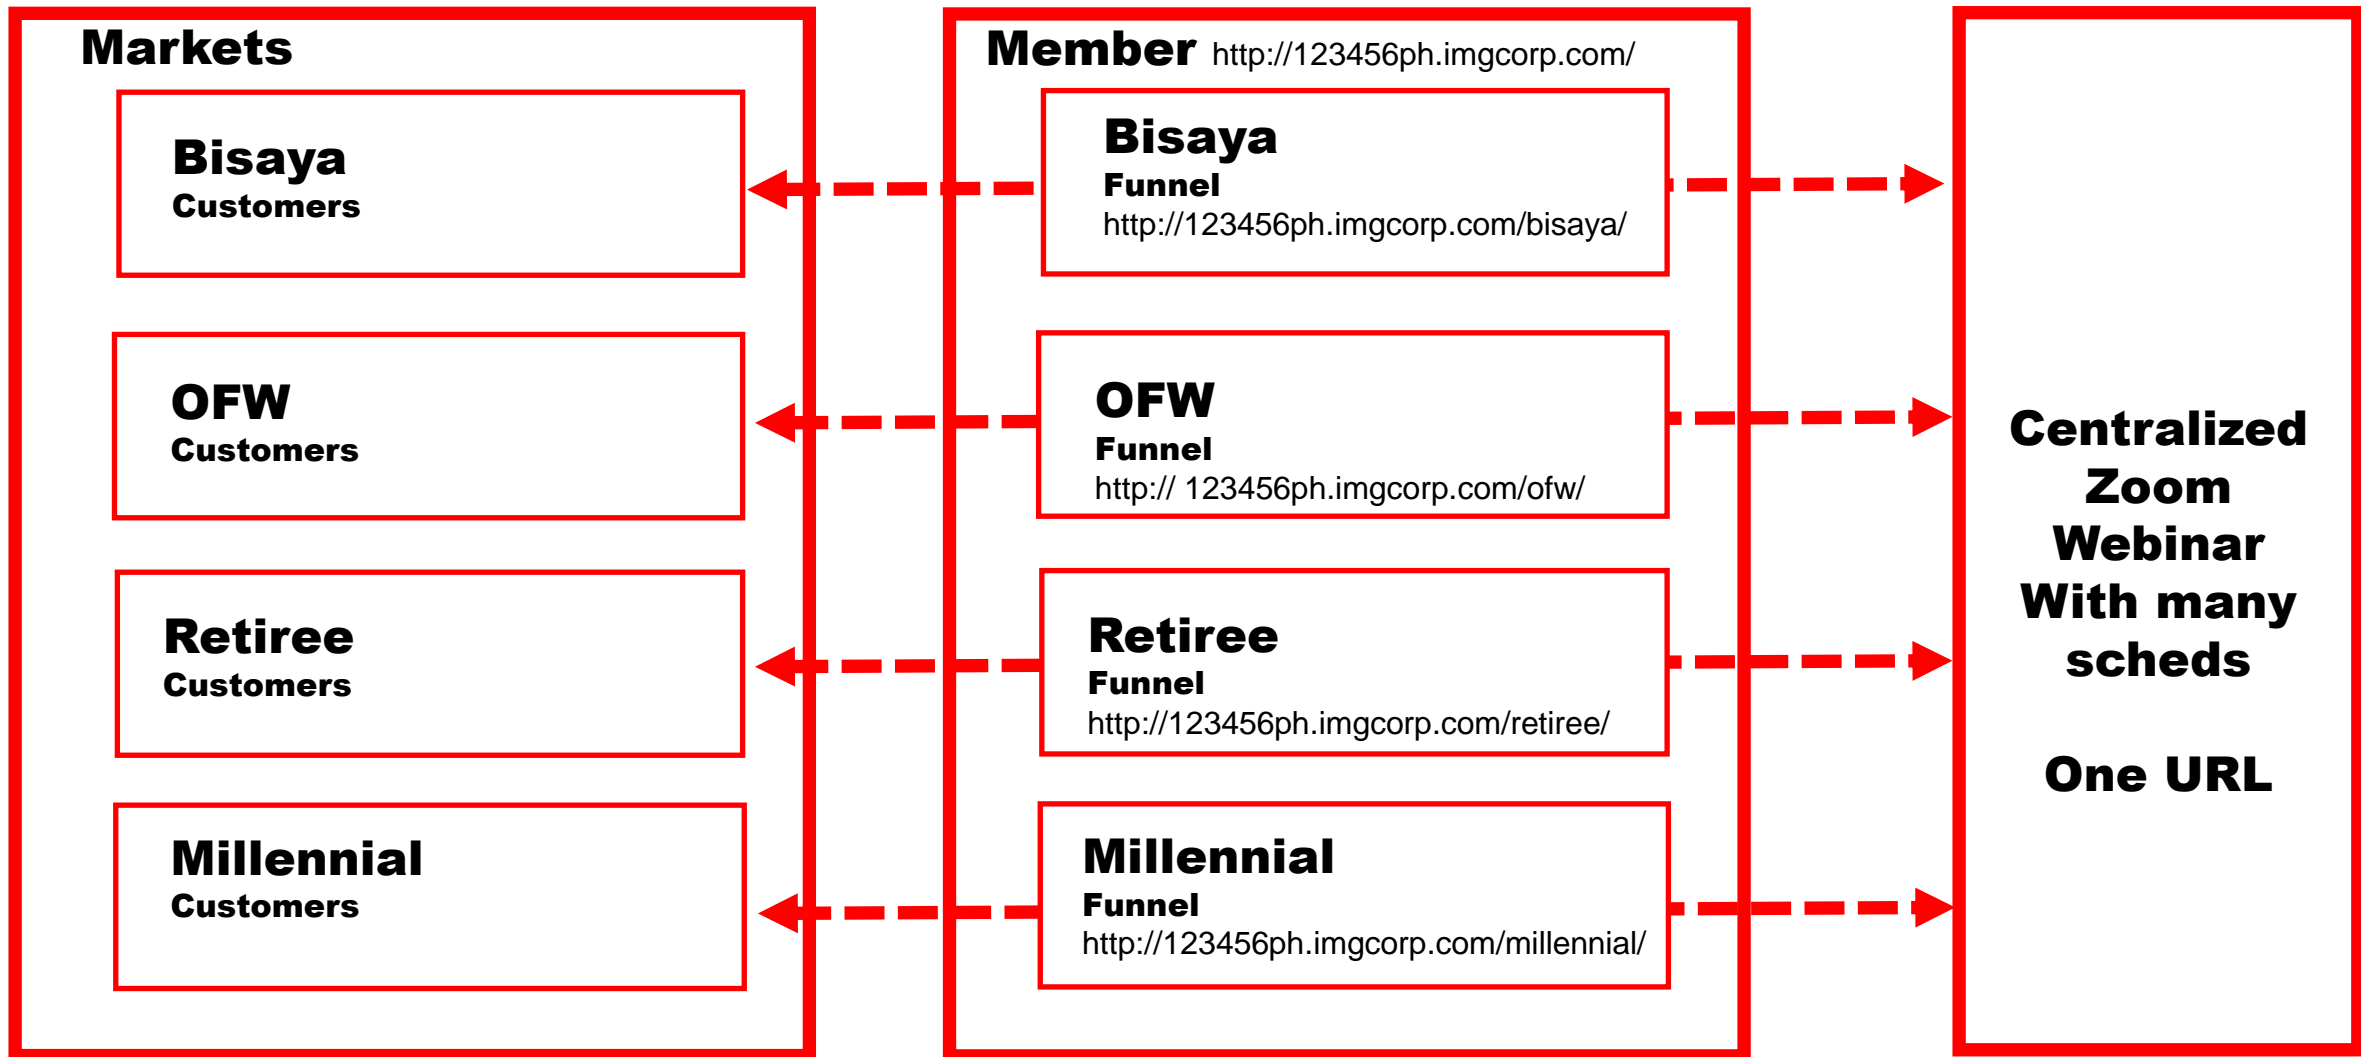 Markets
Bisaya
Customers
OFW
Customers
Retiree
Customers
Millennial
Customers
Member http://123456ph.imgcorp.com/
Bisaya
Funnel
http://123456ph.imgcorp.com/bisaya/
OFW
Funnel
http:// 123456ph.imgcorp.com/ofw/
Retiree
Funnel
http://123456ph.imgcorp.com/retiree/
Millennial
Funnel
http://123456ph.imgcorp.com/millennial/
Centralized
Zoom
Webinar
With many
scheds
One URL